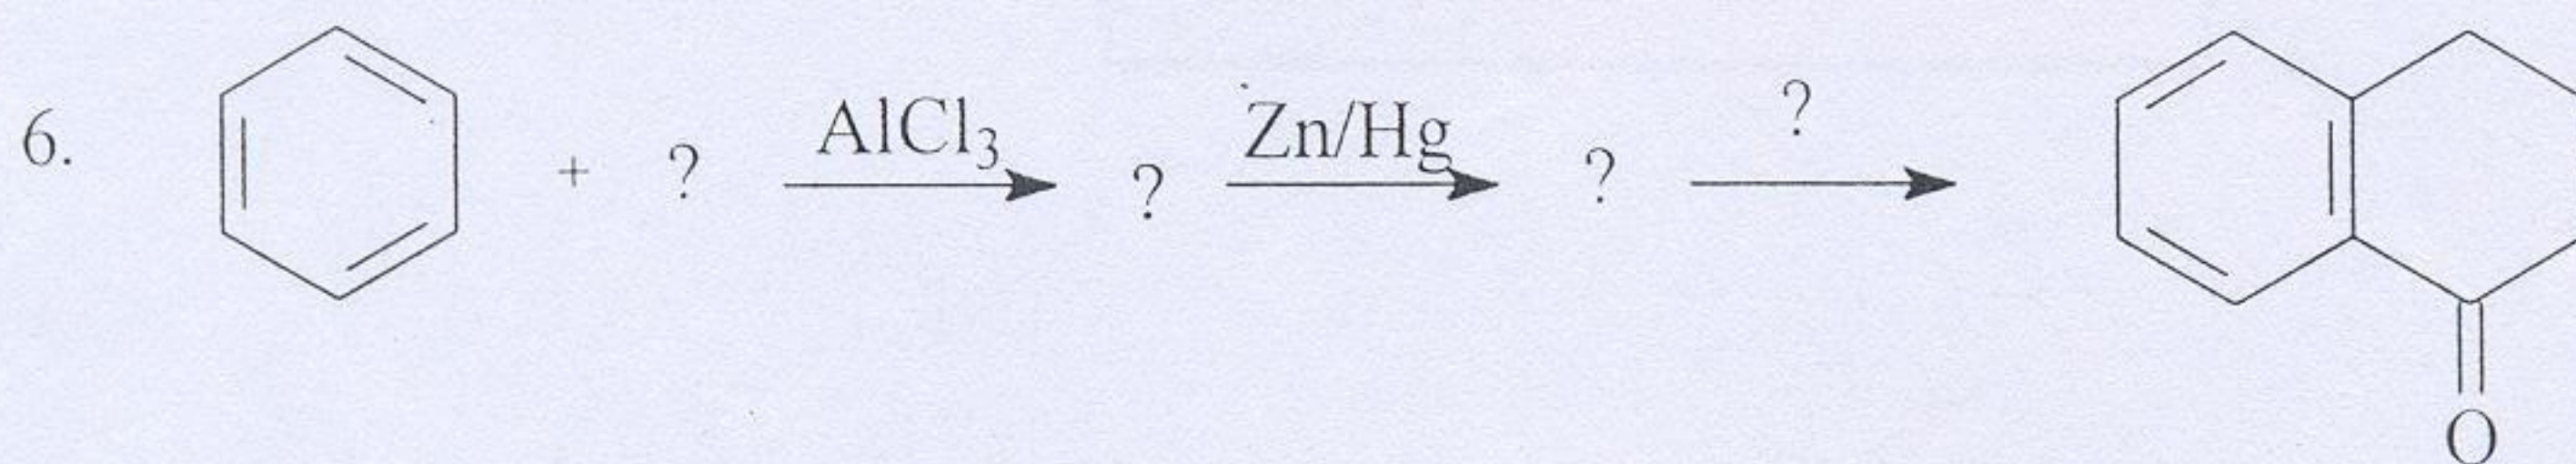 6. + ? AlCl3 ? Zn/Hg ? ?
O